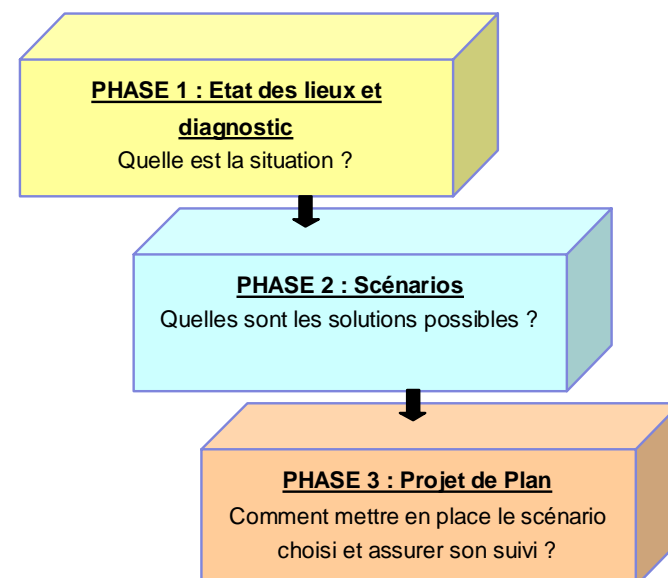 PHASE 1 : Etat des lieux et
diagnostic
Quelle est la situation ?
PHASE 2 : Scénarios
Quelles sont les solutions possibles ?
PHASE 3 : Projet de Plan
Comment mettre en place le scénario
choisi et assurer son suivi ?